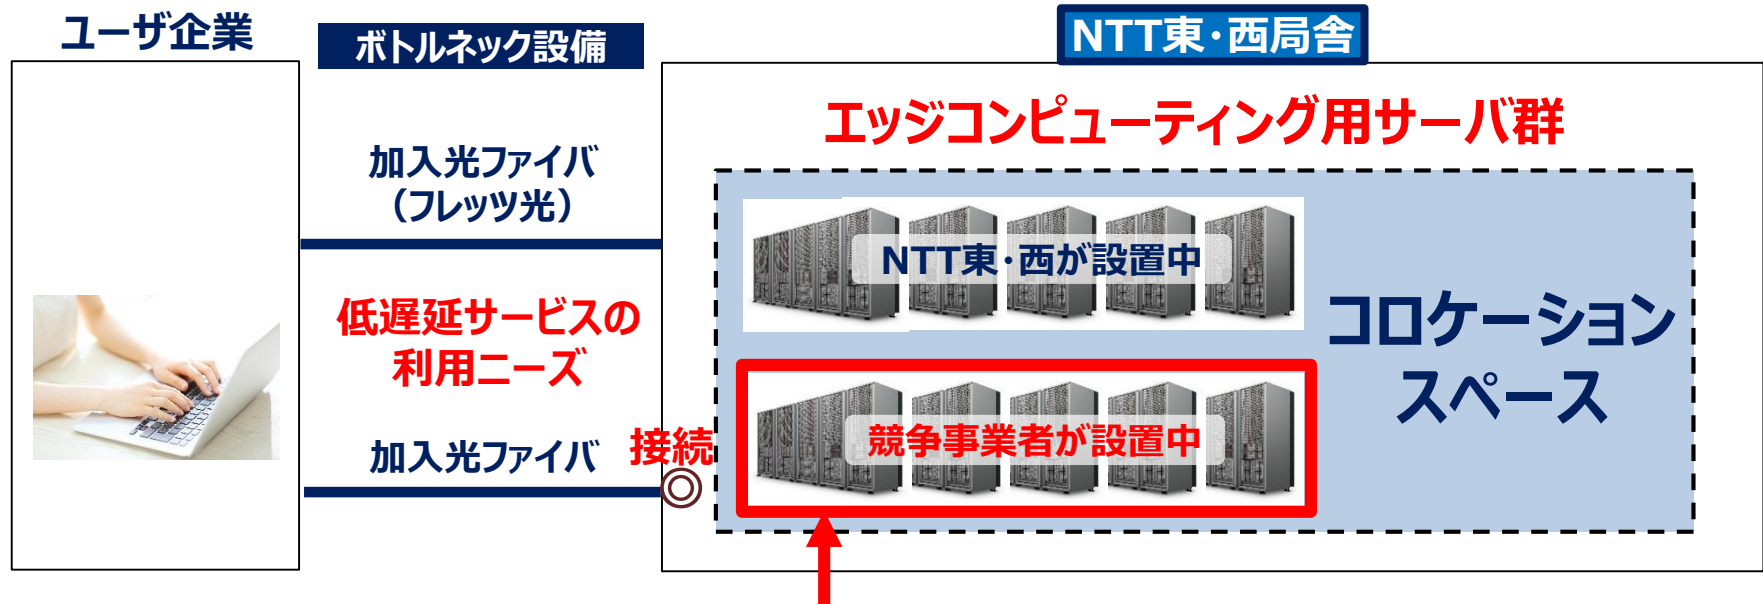 ユーザ企業
ボトルネック設備
NTT東・西局舎
エッジコンピューティング用サーバ群
加入光ファイバ
（フレッツ光）
NTT東・西が設置中
低遅延サービスの
利用ニーズ
コロケーション
スペース
加入光ファイバ
接続
競争事業者が設置中